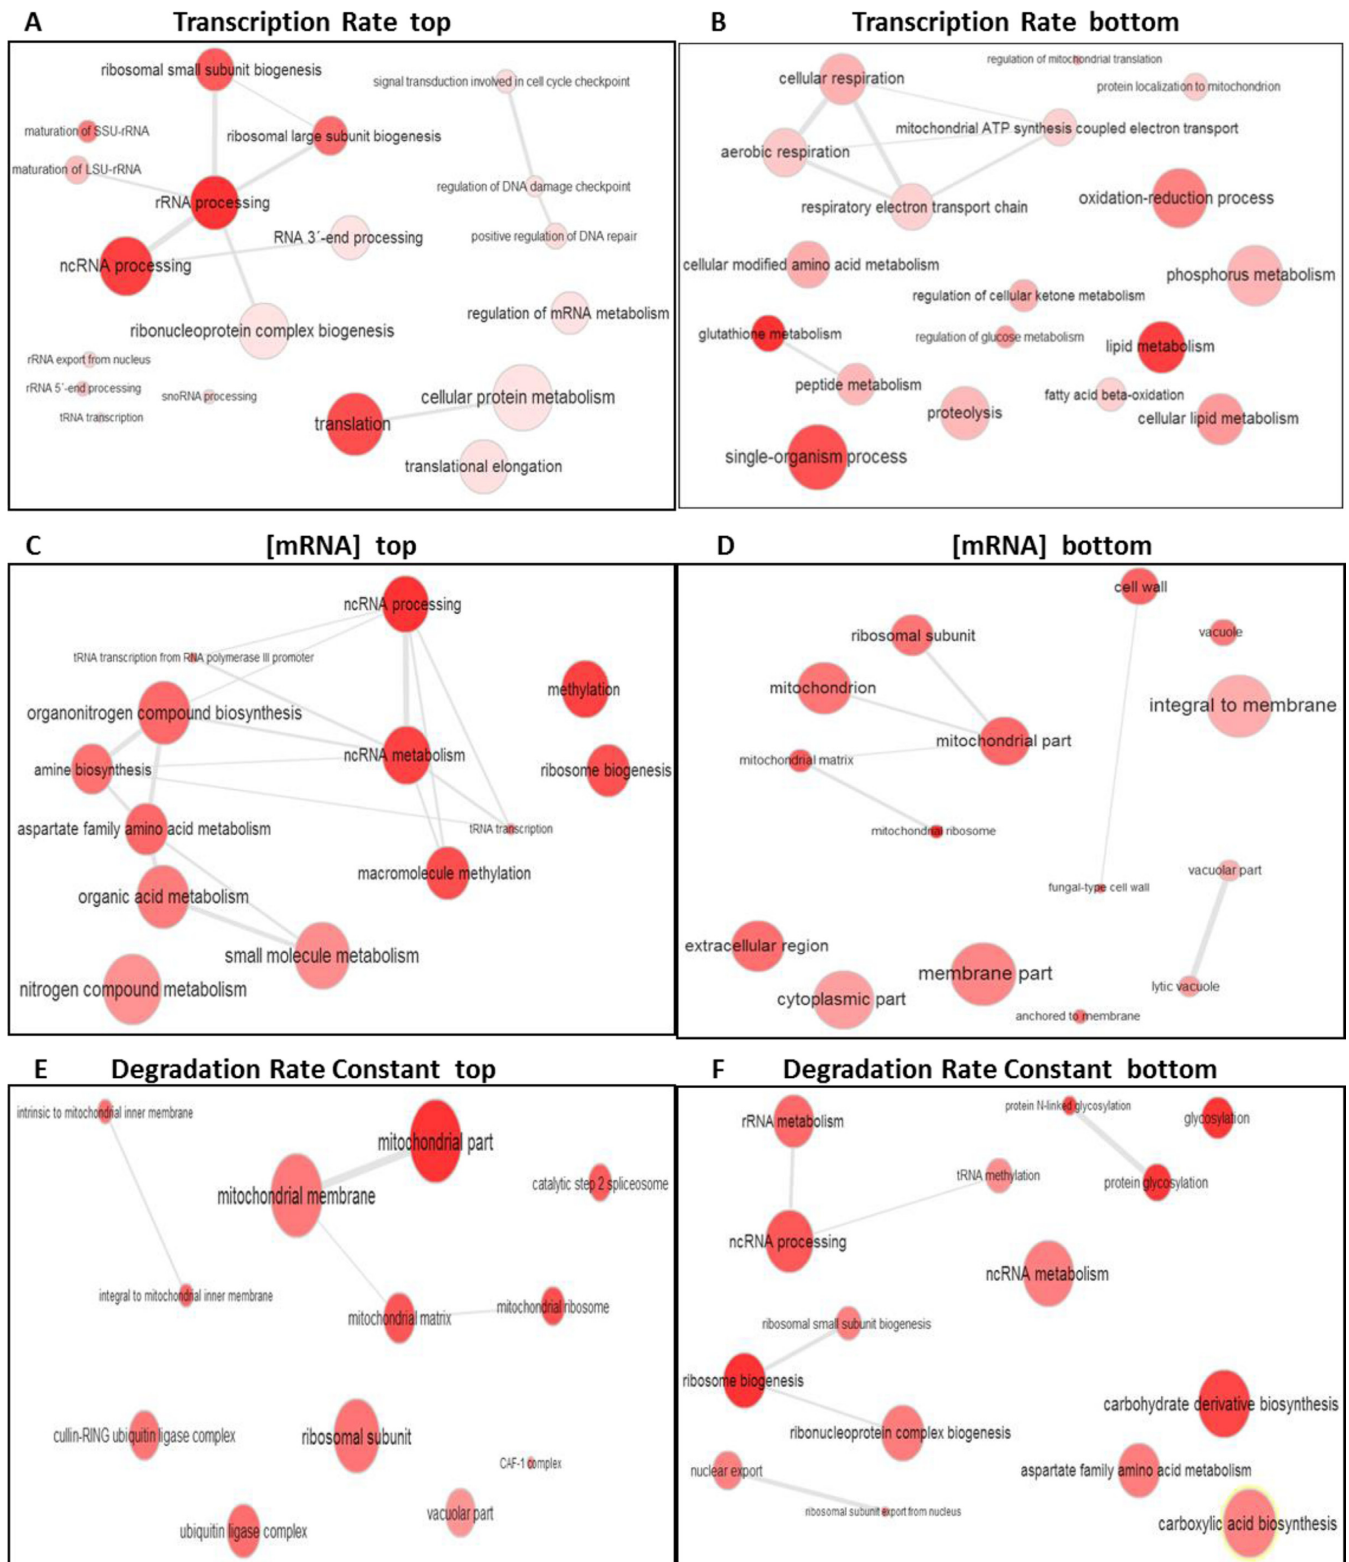 A Transcription Rate top
ribosomal small subunit biogenesis
signal transduction involved in cell cycle checkpoint
maturation of SSU-rRNA
ribosomal large subunit biogenesis
maturation of LSU-rRNA
regulation of DNA damage checkpoint
rRNA processing
RNA 3´-end processing
positive regulation of DNA repair
ncRNA processing
regulation of mRNA metabolism
ribonucleoprotein complex biogenesis
rRNA export from nucleus
rRNA 5´-end processing
snoRNA processing
cellular protein metabolism
tRNA transcription
translation
translational elongation
B Transcription Rate bottom
regulation of mitochondrial translation
cellular respiration
protein localization to mitochondrion
mitochondrial ATP synthesis coupled electron transport
aerobic respiration
oxidation-reduction process
respiratory electron transport chain
cellular modified amino acid metabolism
phosphorus metabolism
regulation of cellular ketone metabolism
glutathione metabolism
regulation of glucose metabolism
lipid metabolism
peptide metabolism
fatty acid beta-oxidation
proteolysis
cellular lipid metabolism
single-organism process
C [mRNA] top
ncRNA processing
tRNA transcription from RNA polymerase III promoter
methylation
organonitrogen compound biosynthesis
ncRNA metabolism
amine biosynthesis
ribosome biogenesis
aspartate family amino acid metabolism
tRNA transcription
macromolecule methylation
organic acid metabolism
small molecule metabolism
nitrogen compound metabolism
D [mRNA] bottom
cell wall
ribosomal subunit
vacuole
mitochondrion
integral to membrane
mitochondrial part
mitochondrial matrix
mitochondrial ribosome
vacuolar part
fungal-type cell wall
extracellular region
membrane part
lytic vacuole
cytoplasmic part
anchored to membrane
E Degradation Rate Constant top
intrinsic to mitochondrial inner membrane
mitochondrial part
catalytic step 2 spliceosome
mitochondrial membrane
integral to mitochondrial inner membrane
mitochondrial ribosome
mitochondrial matrix
cullin-RING ubiquitin ligase complex
ribosomal subunit
CAF-1 complex
vacuolar part
ubiquitin ligase complex
F Degradation Rate Constant bottom
protein N-linked glycosylation
rRNA metabolism
glycosylation
tRNA methylation
protein glycosylation
ncRNA processing
ncRNA metabolism
ribosomal small subunit biogenesis
ribosome biogenesis
carbohydrate derivative biosynthesis
ribonucleoprotein complex biogenesis
nuclear export
aspartate family amino acid metabolism
ribosomal subunit export from nucleus
carboxylic acid biosynthesis